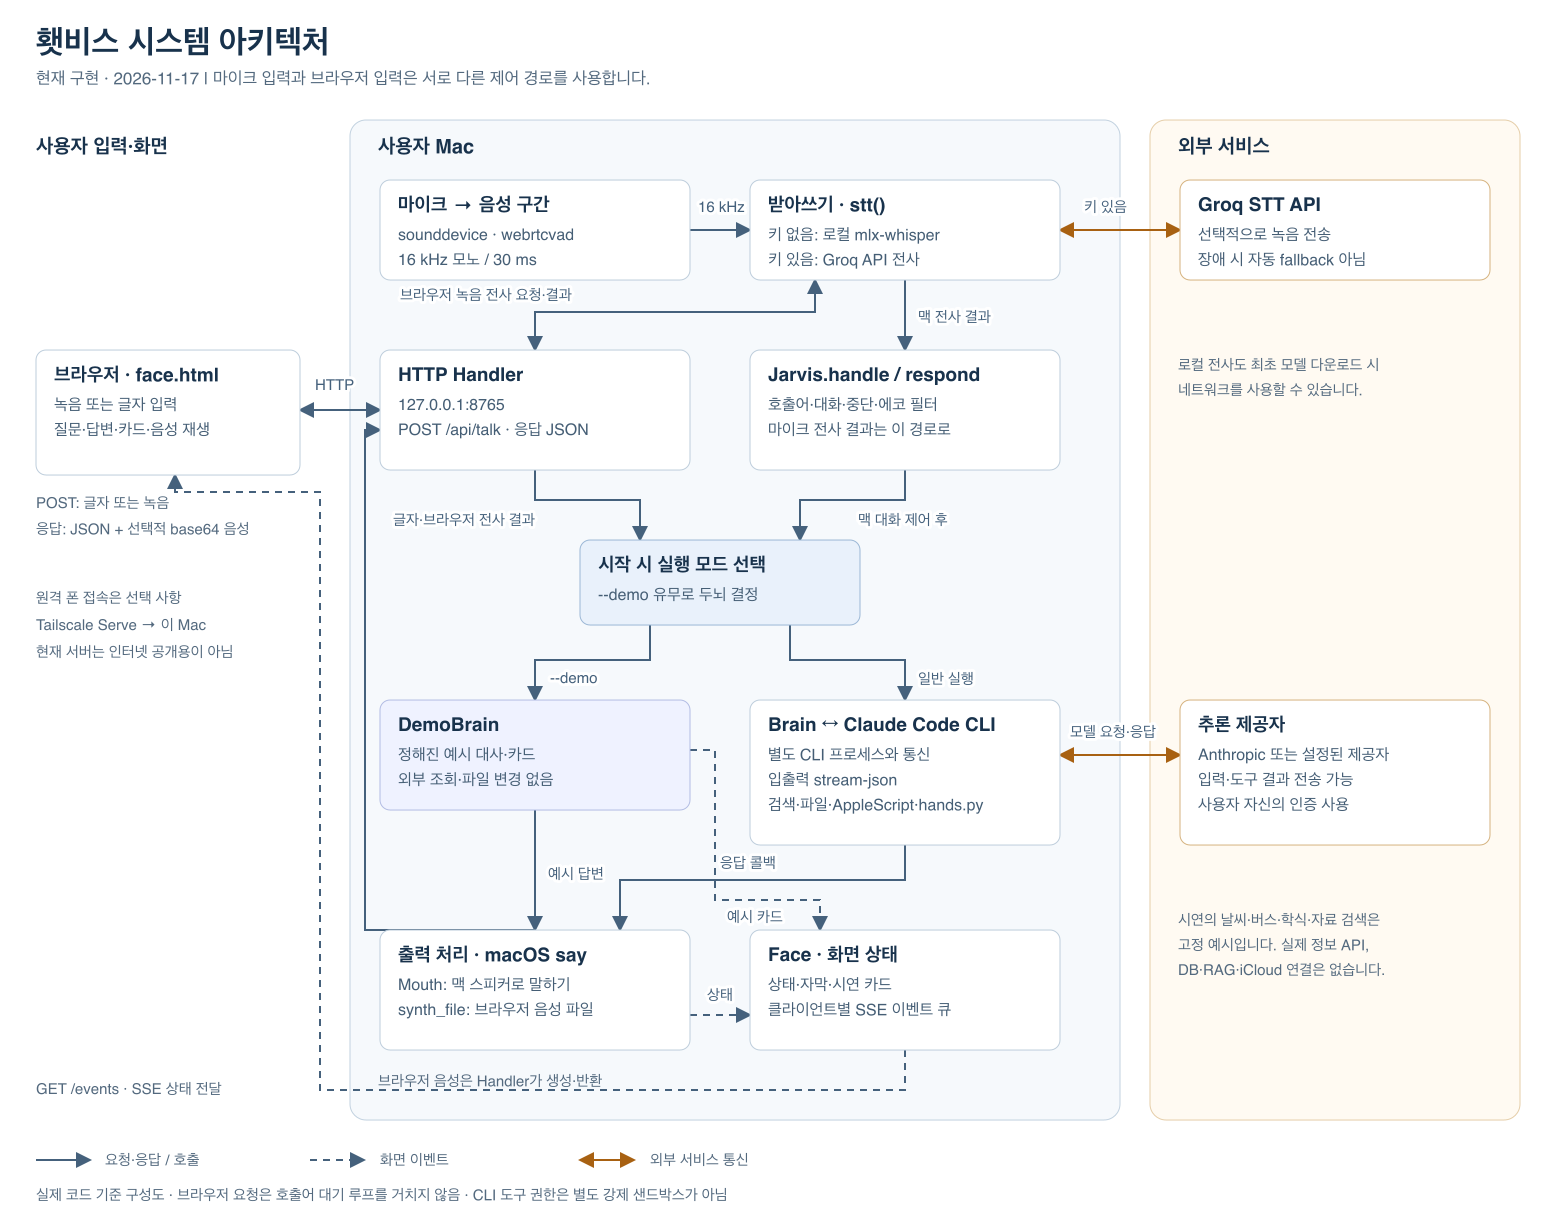 횃비스 시스템 아키텍처
현재 구현 · 2026-11-17 | 마이크 입력과 브라우저 입력은 서로 다른 제어 경로를 사용합니다.
사용자 입력·화면
사용자 Mac
외부 서비스
마이크 → 음성 구간
sounddevice · webrtcvad
16 kHz 모노 / 30 ms
16 kHz
받아쓰기 · stt()
키 없음: 로컬 mlx-whisper
키 있음: Groq API 전사
키 있음
Groq STT API
선택적으로 녹음 전송
장애 시 자동 fallback 아님
브라우저 녹음 전사 요청·결과
맥 전사 결과
브라우저 · face.html
녹음 또는 글자 입력
질문·답변·카드·음성 재생
HTTP
HTTP Handler
127.0.0.1:8765
POST /api/talk · 응답 JSON
Jarvis.handle / respond
호출어·대화·중단·에코 필터
마이크 전사 결과는 이 경로로
로컬 전사도 최초 모델 다운로드 시
네트워크를 사용할 수 있습니다.
POST: 글자 또는 녹음
응답: JSON + 선택적 base64 음성
글자·브라우저 전사 결과
맥 대화 제어 후
시작 시 실행 모드 선택
--demo 유무로 두뇌 결정
원격 폰 접속은 선택 사항
Tailscale Serve → 이 Mac
현재 서버는 인터넷 공개용이 아님
--demo
일반 실행
DemoBrain
정해진 예시 대사·카드
외부 조회·파일 변경 없음
Brain ↔ Claude Code CLI
별도 CLI 프로세스와 통신
입출력 stream-json
검색·파일·AppleScript·hands.py
모델 요청·응답
추론 제공자
Anthropic 또는 설정된 제공자
입력·도구 결과 전송 가능
사용자 자신의 인증 사용
예시 답변
응답 콜백
예시 카드
출력 처리 · macOS say
Mouth: 맥 스피커로 말하기
synth_file: 브라우저 음성 파일
상태
Face · 화면 상태
상태·자막·시연 카드
클라이언트별 SSE 이벤트 큐
시연의 날씨·버스·학식·자료 검색은
고정 예시입니다. 실제 정보 API,
DB·RAG·iCloud 연결은 없습니다.
브라우저 음성은 Handler가 생성·반환
GET /events · SSE 상태 전달
요청·응답 / 호출
화면 이벤트
외부 서비스 통신
실제 코드 기준 구성도 · 브라우저 요청은 호출어 대기 루프를 거치지 않음 · CLI 도구 권한은 별도 강제 샌드박스가 아님